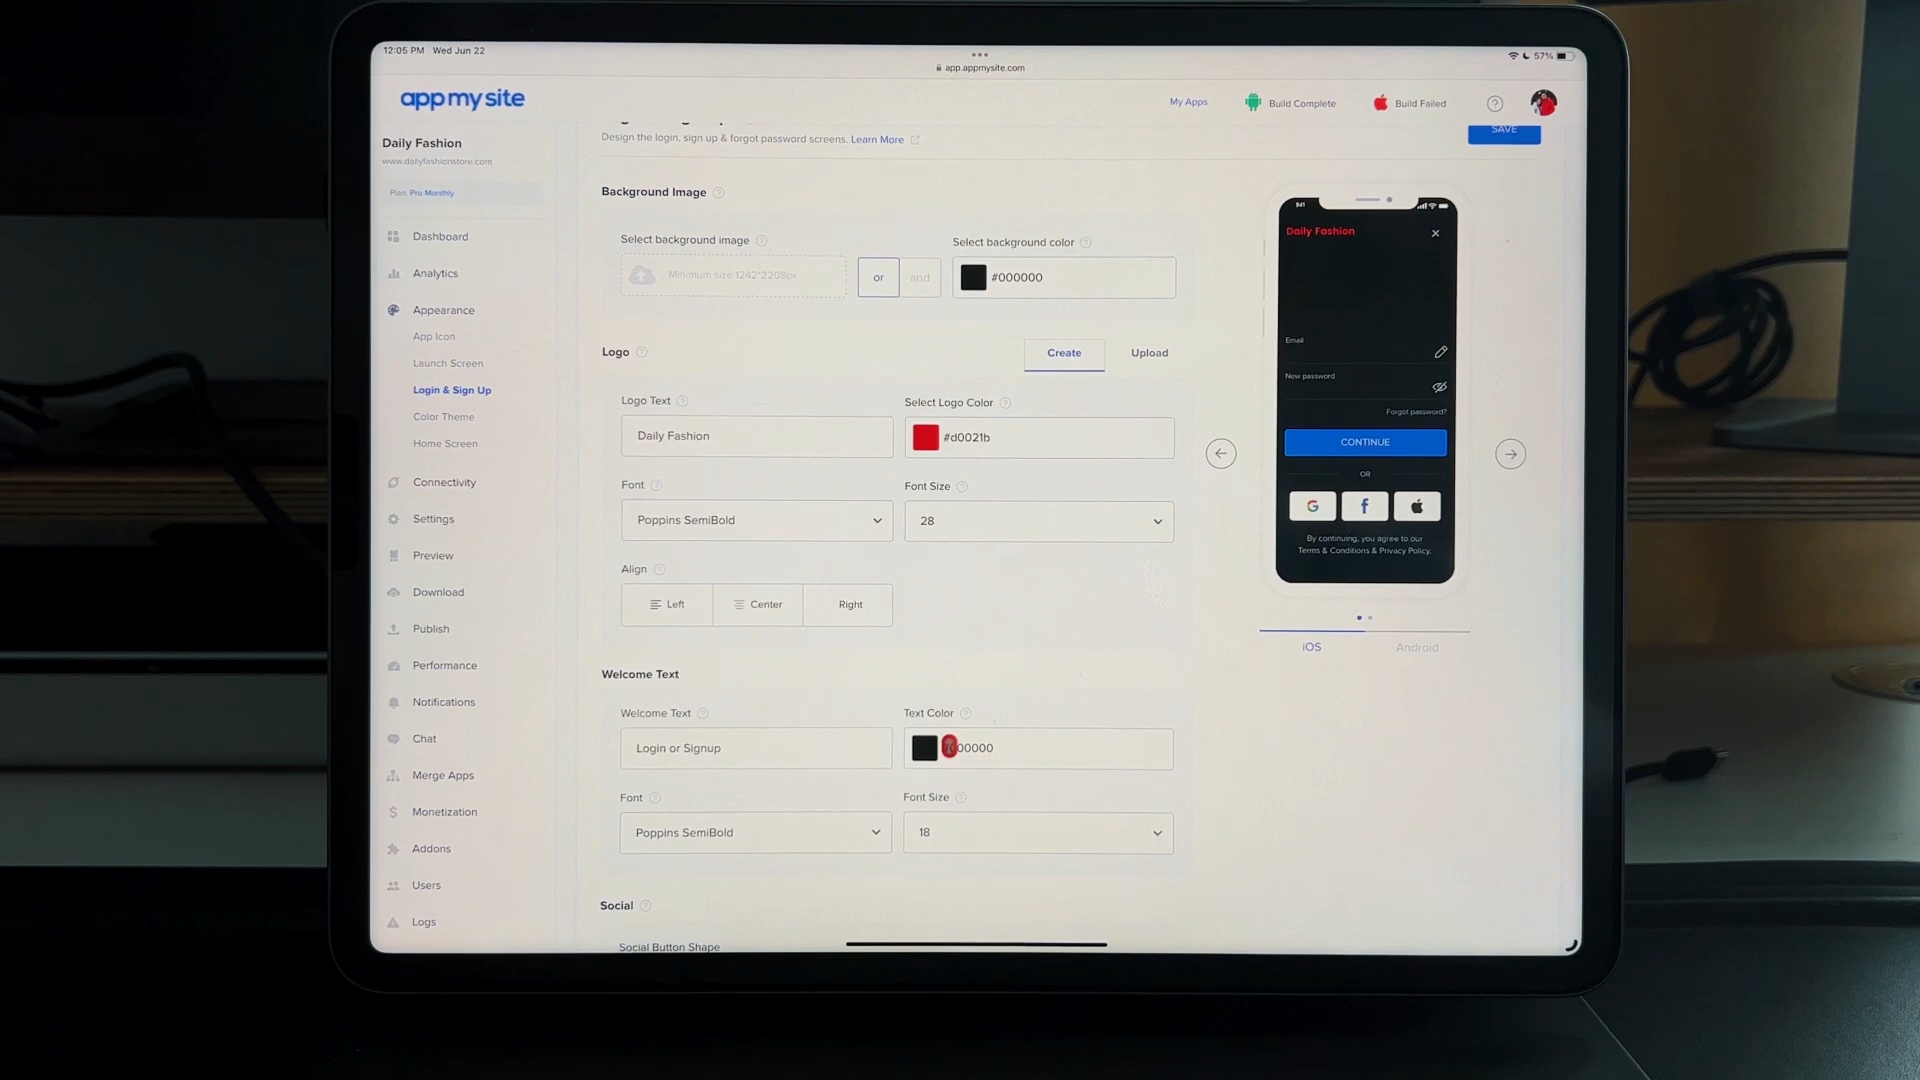 12:05 PM Wed Jun 22
57%
app.appmysite.com
appmysite
My Apps
Build Complete
Build Failed
Daily Fashion
www.dailyfashionstore.com
Plan: Pro Monthly
Dashboard
Analytics
Appearance
App Icon
Launch Screen
Login & Sign Up
Color Theme
Home Screen
Connectivity
Settings
Preview
Download
Publish
Performance
Notifications
Chat
Merge Apps
Monetization
Addons
Users
Logs
Design the login, sign up & forgot password screens. Learn More
SAVE
Background Image
Select background image
Select background color
Minimum size 1242*2208px
or
and
#000000
Logo
Create
Upload
Logo Text
Select Logo Color
Daily Fashion
#d0021b
Font
Font Size
Poppins SemiBold
28
Align
Left
Center
Right
Welcome Text
Welcome Text
Text Color
Login or Signup
000000
Font
Font Size
Poppins SemiBold
18
Social
Social Button Shape
9:41
Daily Fashion
Email
New password
Forgot password?
CONTINUE
OR
By continuing, you agree to our
Terms & Conditions & Privacy Policy.
iOS
Android